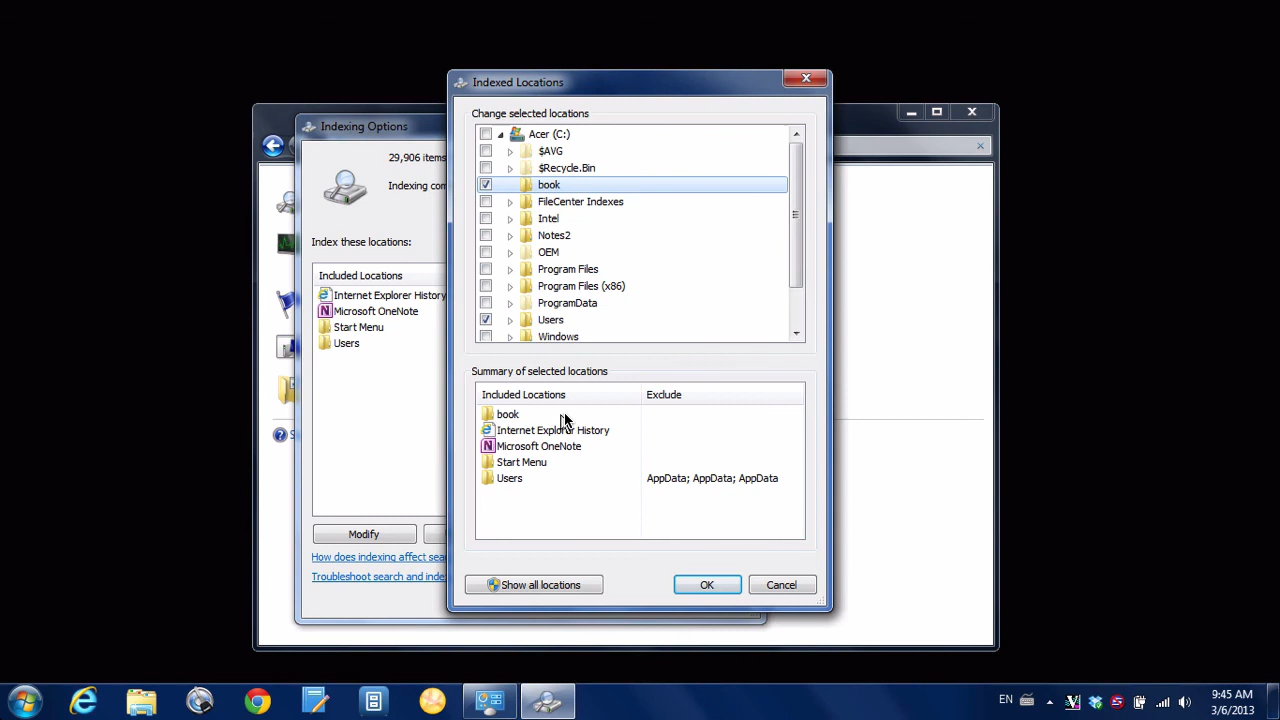 Indexed Locations
Change selected locations
Acer (C:)
$AVG
$Recycle.Bin
book
FileCenter Indexes
Intel
Notes2
OEM
Program Files
Program Files (x86)
ProgramData
Users
Windows
Summary of selected locations
Included Locations Exclude
book
Internet Explorer History
Microsoft OneNote
Start Menu
Users AppData; AppData; AppData
Show all locations OK Cancel
Indexing Options
29,906 items
Indexing com
Index these locations:
Included Locations
Internet Explorer History
Microsoft OneNote
Start Menu
Users
Modify
How does indexing affect sea
Troubleshoot search and inde
EN
9:45 AM
3/6/2013